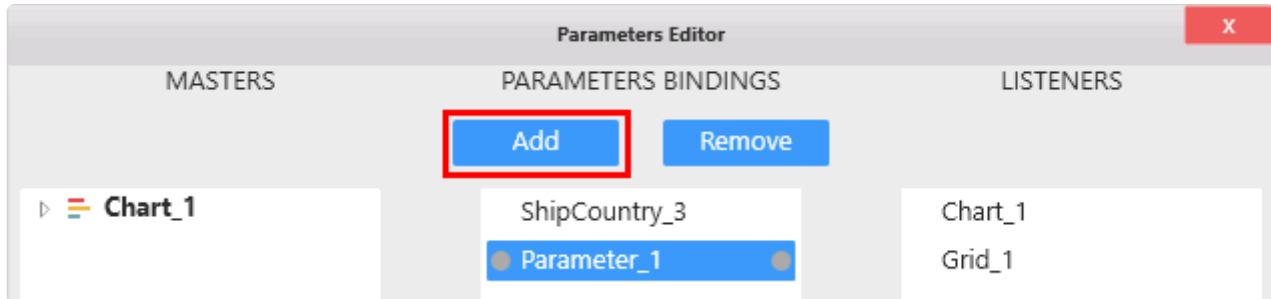 Parameters Editor
x
MASTERS PARAMETERS BINDINGS LISTENERS
Add Remove
Chart_1 ShipCountry_3 Chart_1
Parameter_1 Grid_1